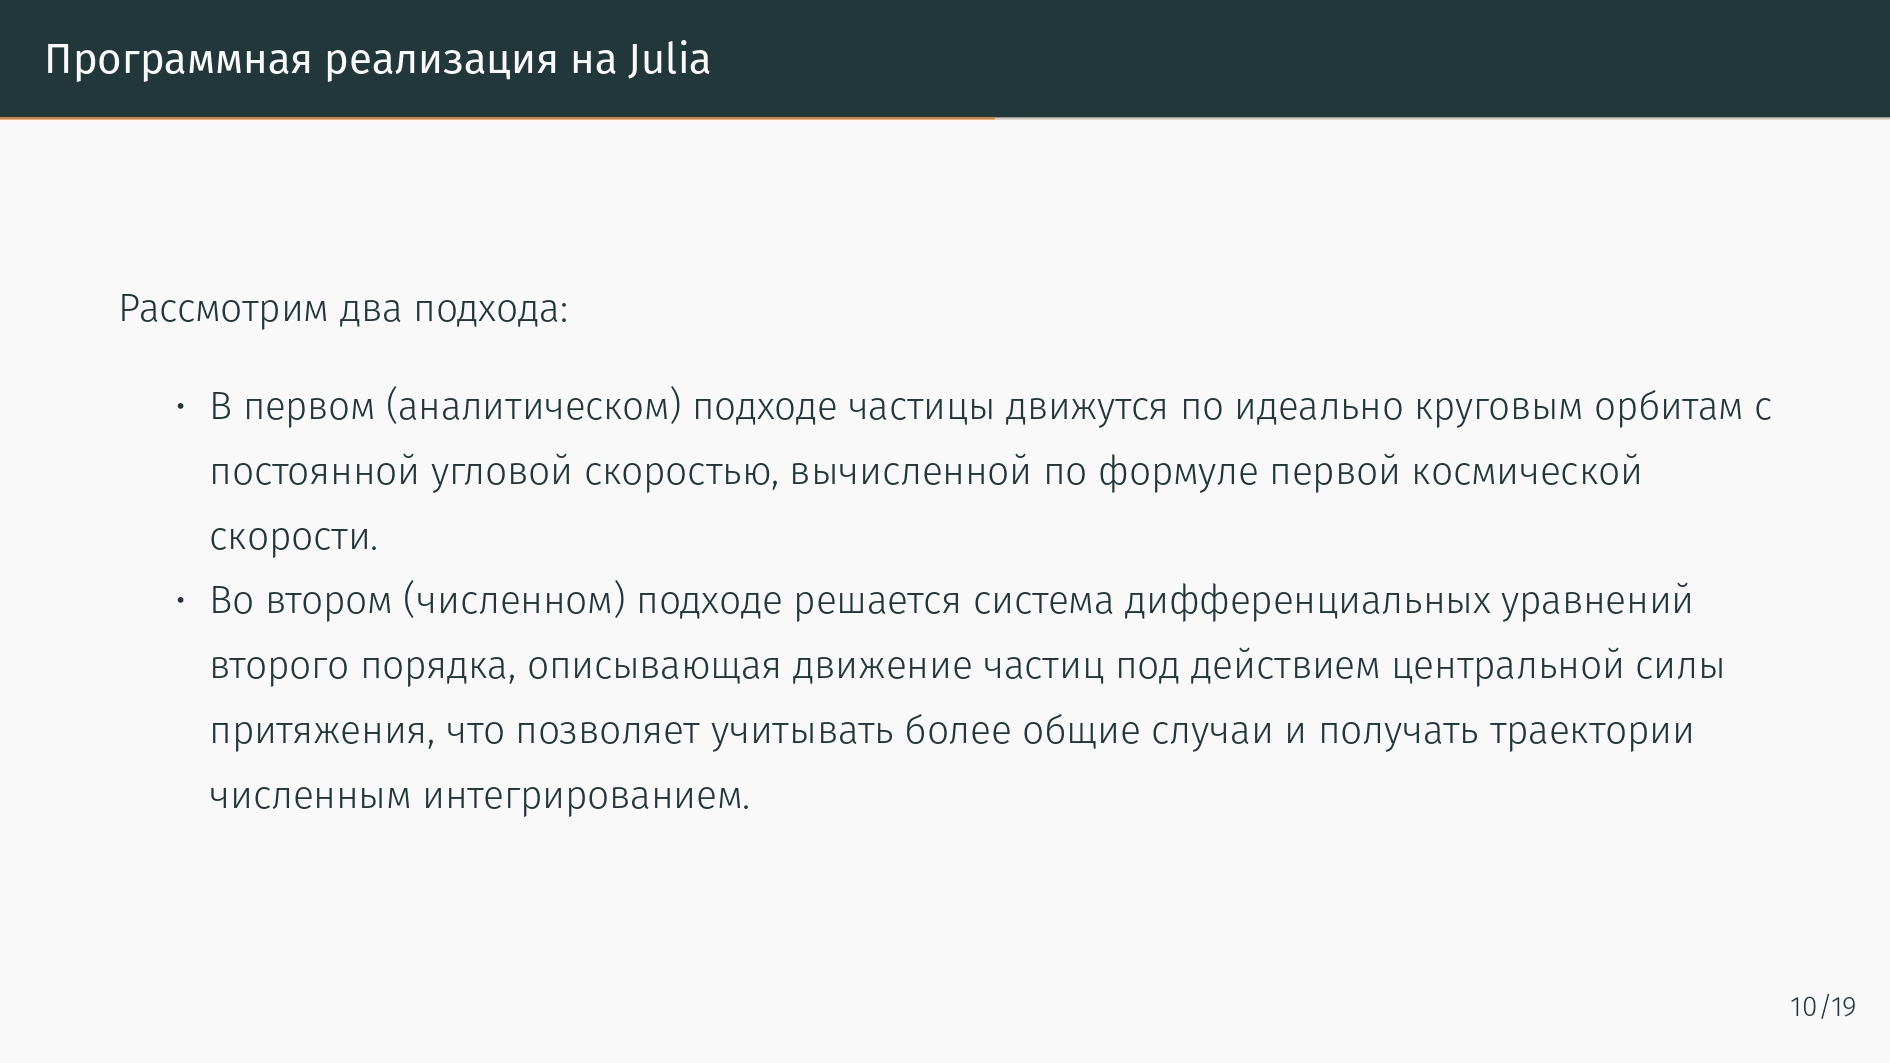 Программная реализация на Julia
Рассмотрим два подхода:
• В первом (аналитическом) подходе частицы движутся по идеально круговым орбитам с
постоянной угловой скоростью, вычисленной по формуле первой космической
скорости.
• Во втором (численном) подходе решается система дифференциальных уравнений
второго порядка, описывающая движение частиц под действием центральной силы
притяжения, что позволяет учитывать более общие случаи и получать траектории
численным интегрированием.
10/19